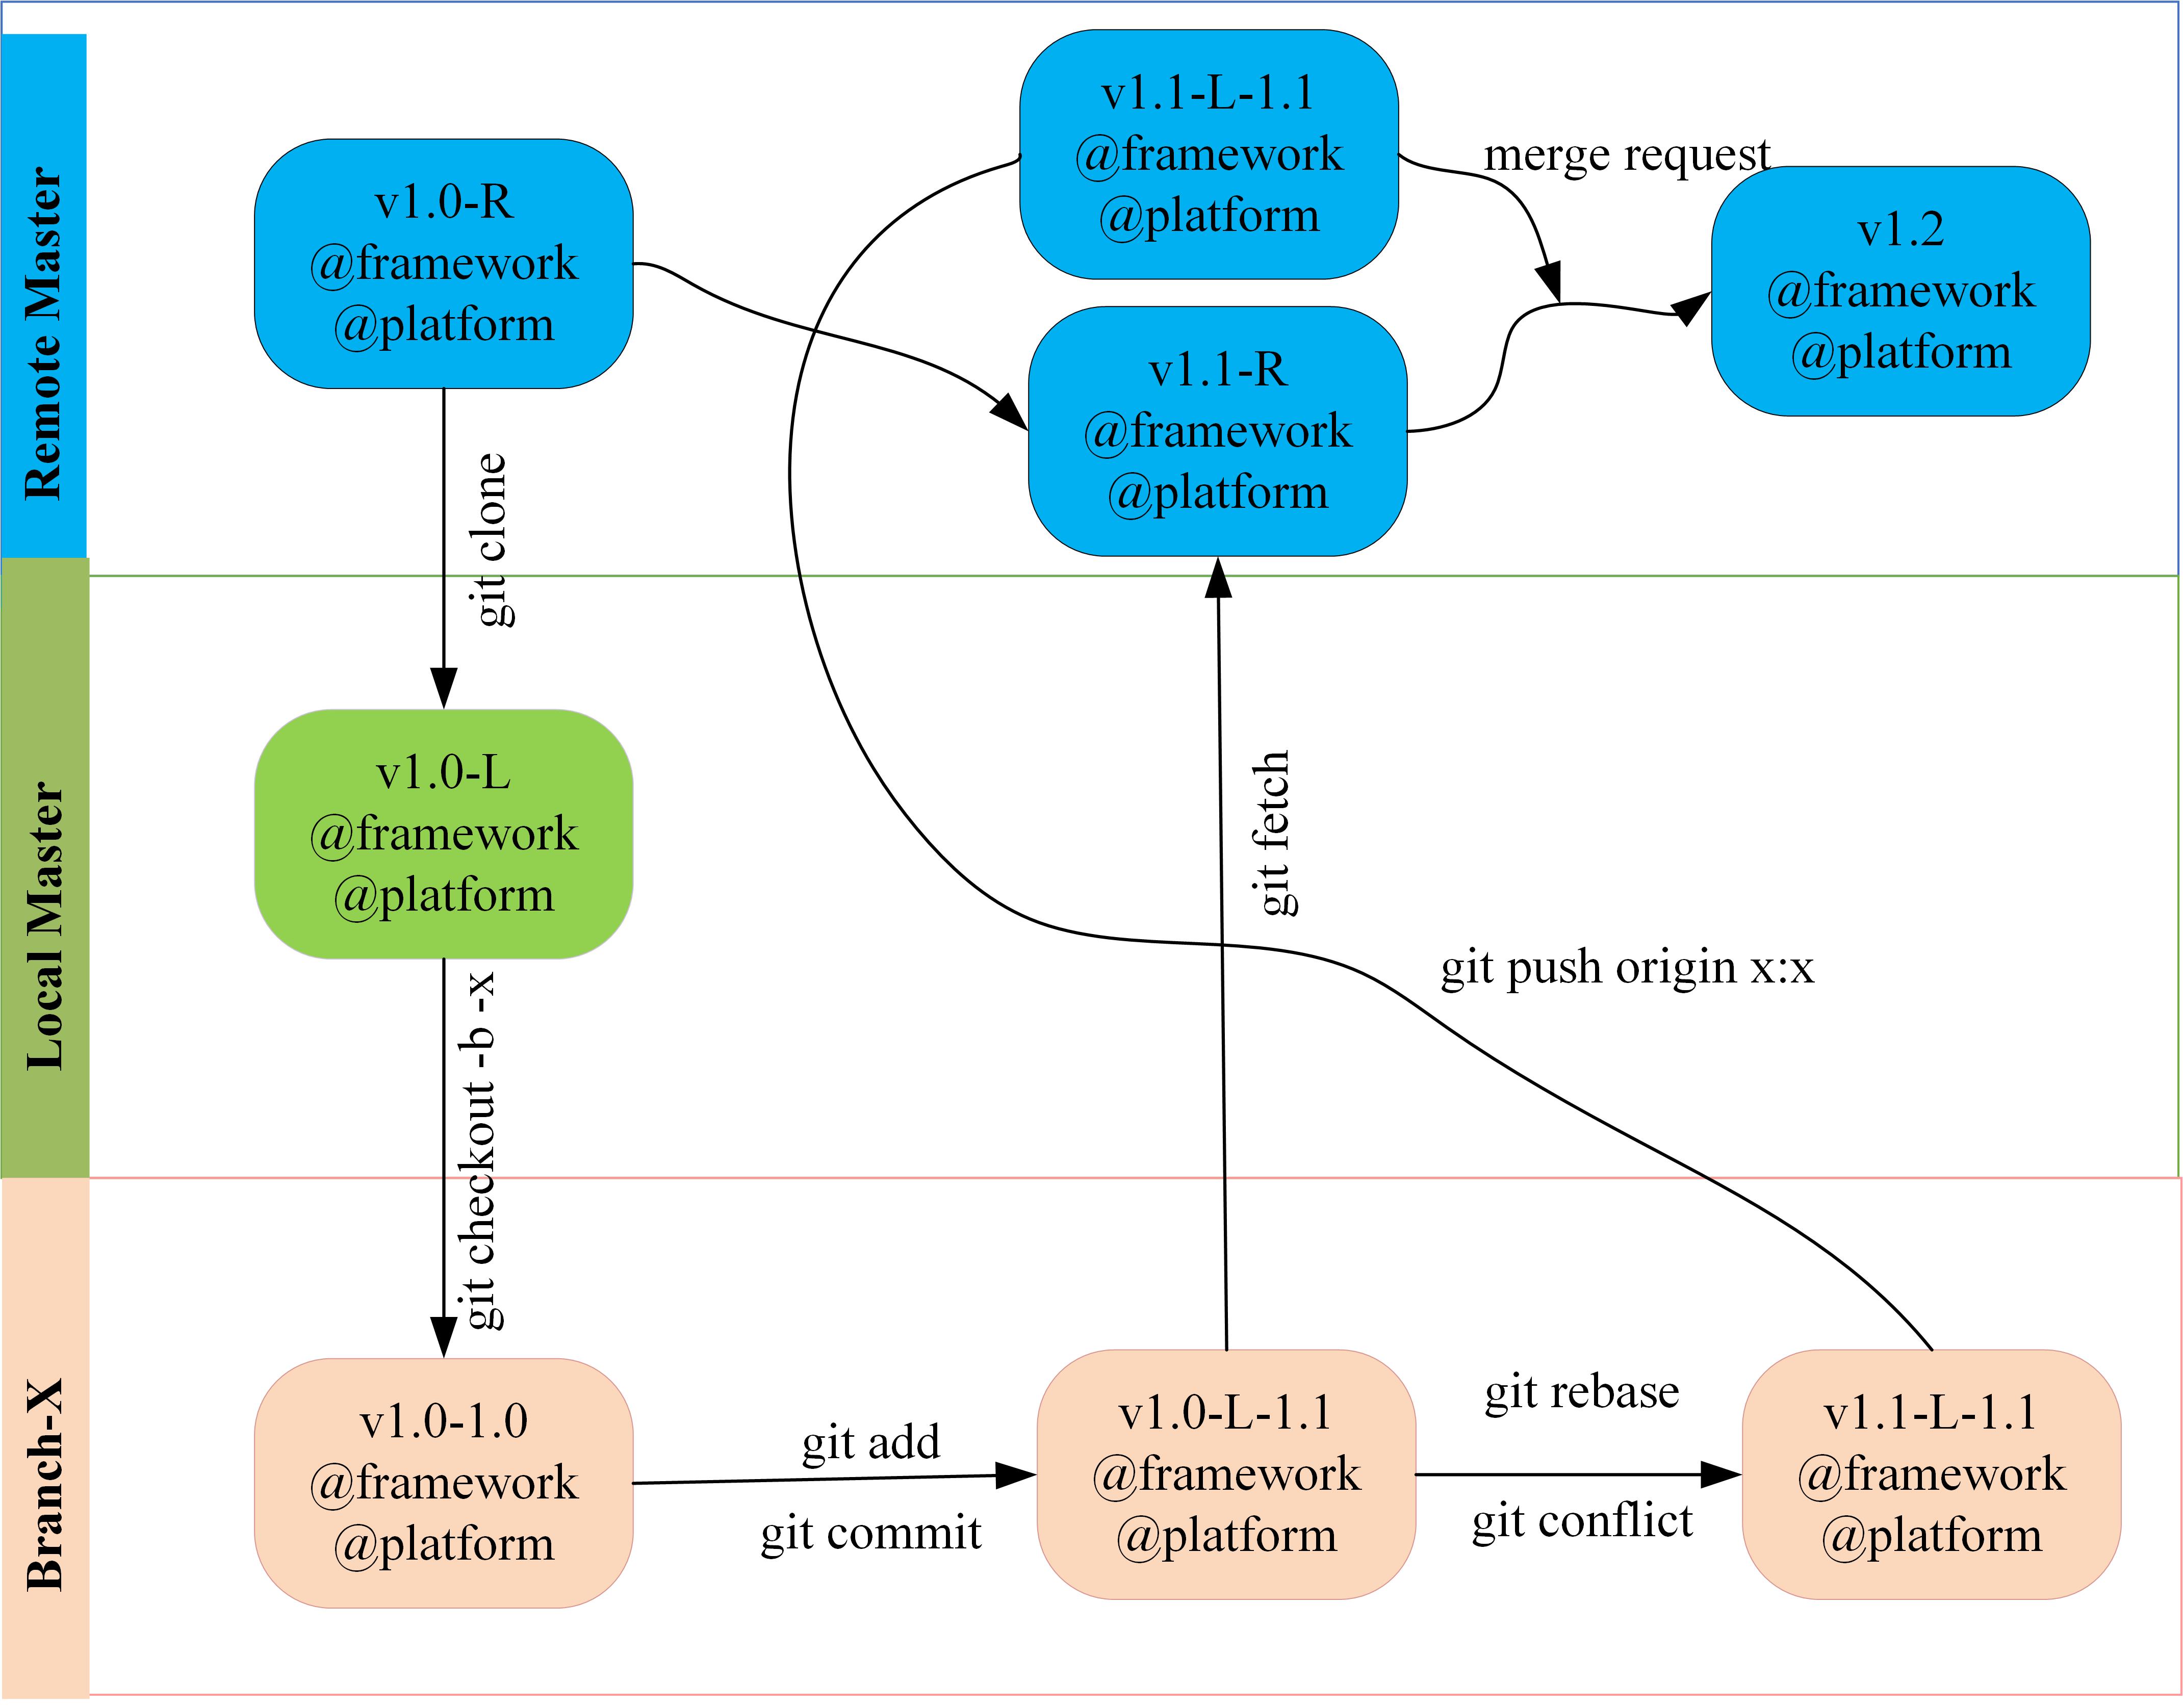 Remote Master
v1.0-R
@framework
@platform
v1.1-L-1.1
@framework
@platform
merge request
v1.2
@framework
@platform
v1.1-R
@framework
@platform
git clone
Local Master
v1.0-L
@framework
@platform
git fetch
git push origin x:x
git checkout -b -x
Branch-X
v1.0-1.0
@framework
@platform
git add
git commit
v1.0-L-1.1
@framework
@platform
git rebase
git conflict
v1.1-L-1.1
@framework
@platform